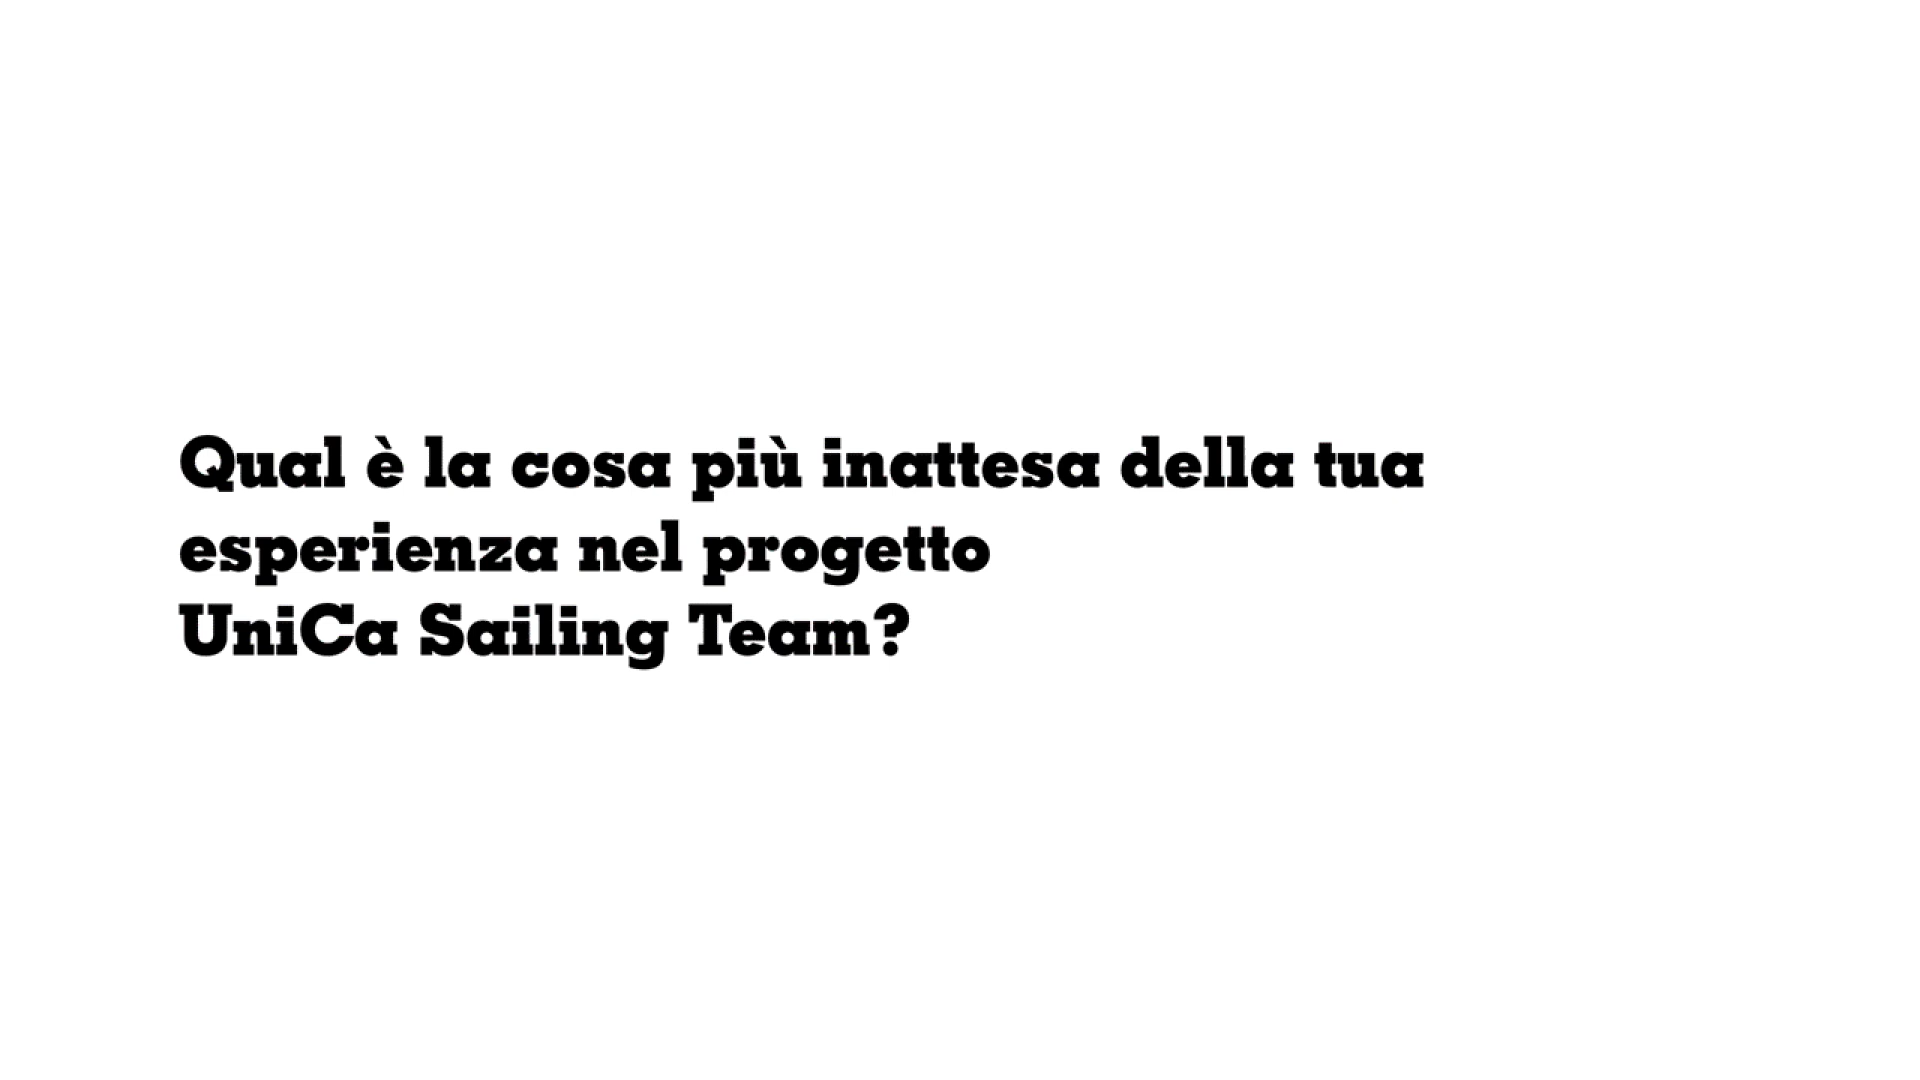 Qual è la cosa più inattesa della tua
esperienza nel progetto
UniCa Sailing Team?